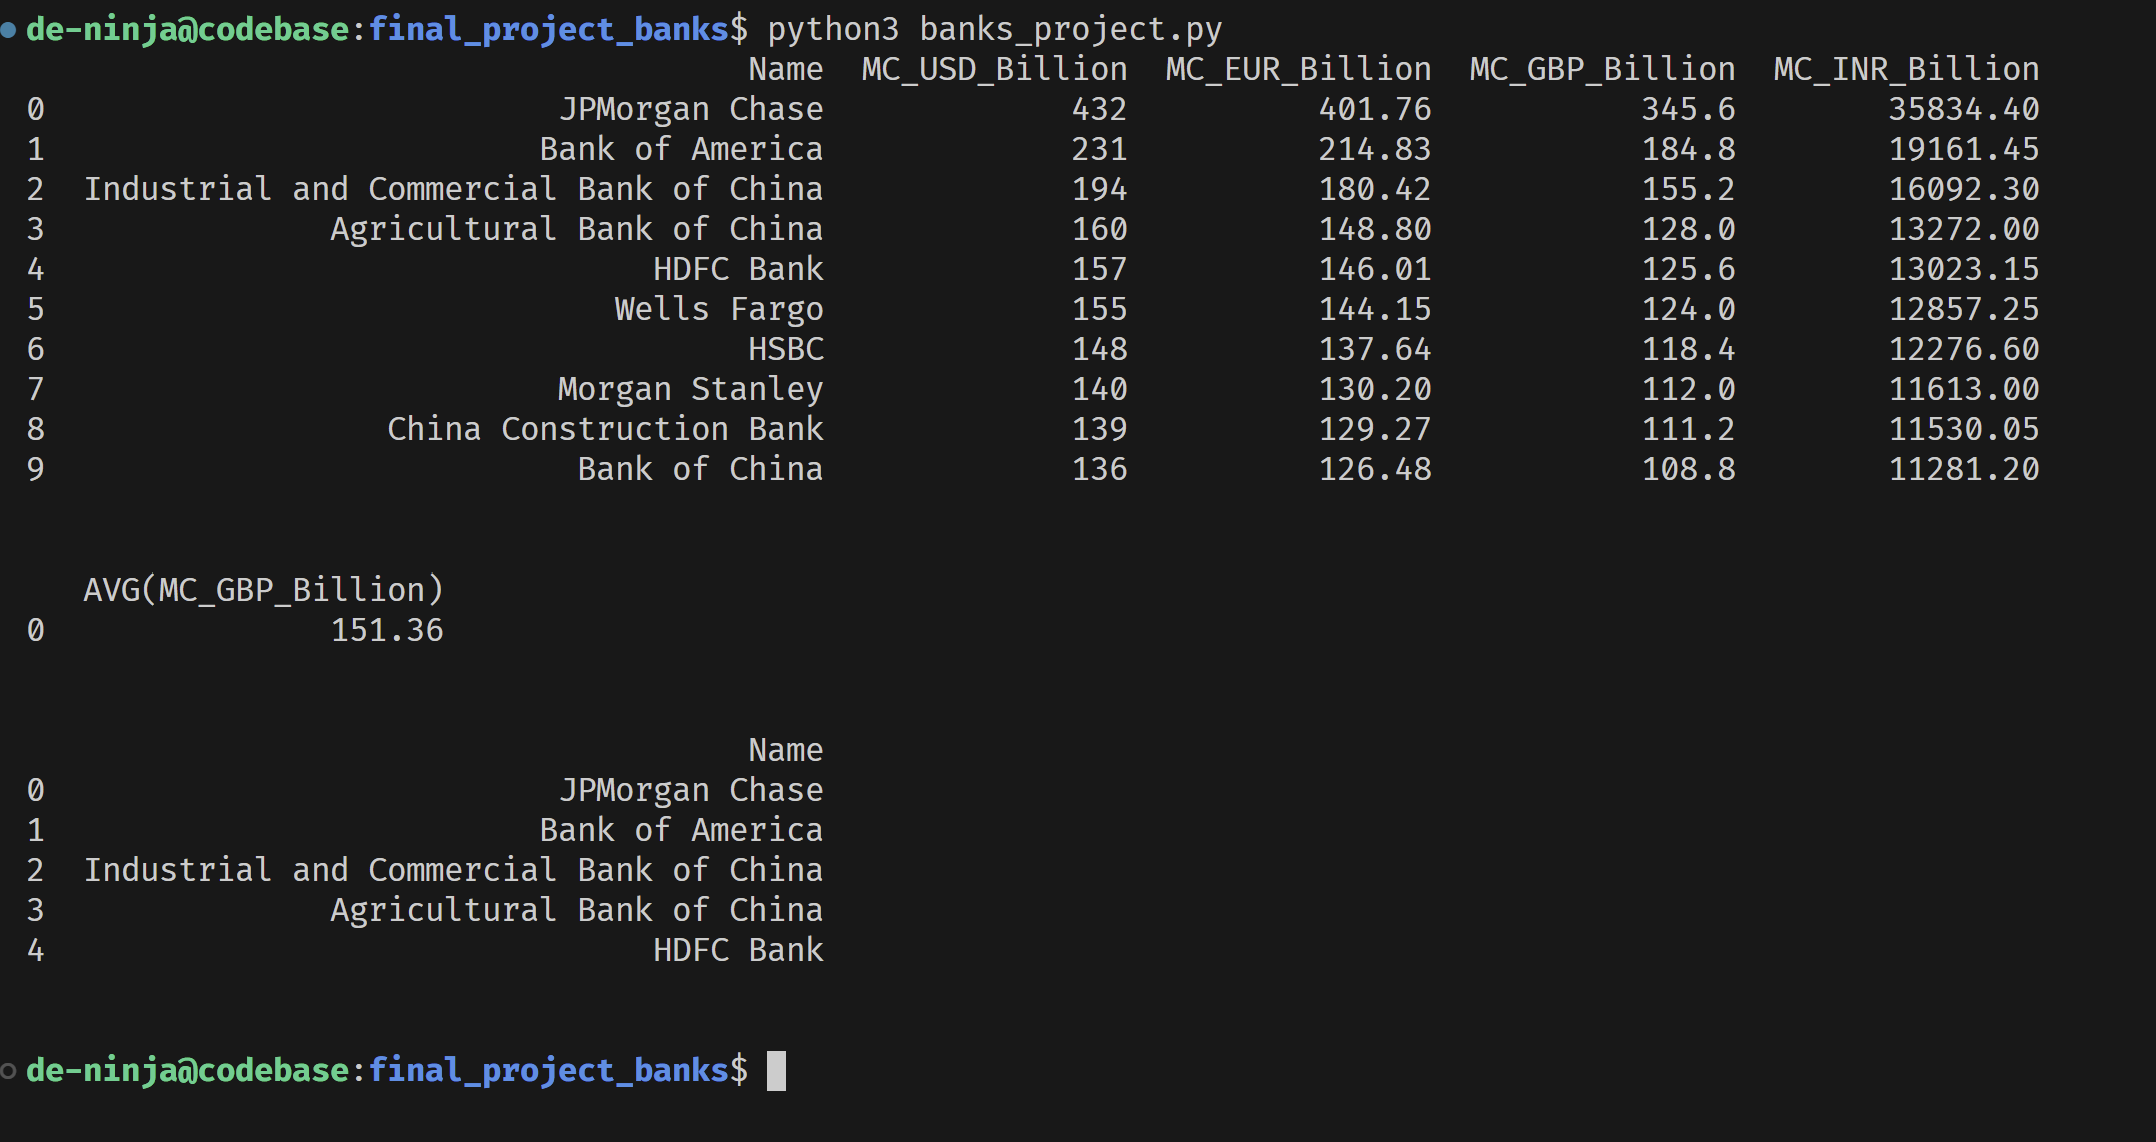 de-ninja@codebase:final_project_banks$ python3 banks_project.py
Name MC_USD_Billion MC_EUR_Billion MC_GBP_Billion MC_INR_Billion
0 JPMorgan Chase 432 401.76 345.6 35834.40
1 Bank of America 231 214.83 184.8 19161.45
2 Industrial and Commercial Bank of China 194 180.42 155.2 16092.30
3 Agricultural Bank of China 160 148.80 128.0 13272.00
4 HDFC Bank 157 146.01 125.6 13023.15
5 Wells Fargo 155 144.15 124.0 12857.25
6 HSBC 148 137.64 118.4 12276.60
7 Morgan Stanley 140 130.20 112.0 11613.00
8 China Construction Bank 139 129.27 111.2 11530.05
9 Bank of China 136 126.48 108.8 11281.20
AVG(MC_GBP_Billion)
0 151.36
Name
0 JPMorgan Chase
1 Bank of America
2 Industrial and Commercial Bank of China
3 Agricultural Bank of China
4 HDFC Bank
de-ninja@codebase:final_project_banks$